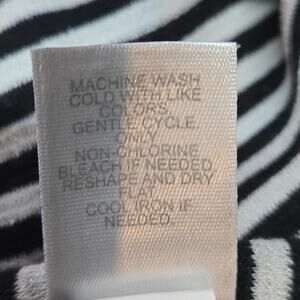 MACHINE WASH
COLD WITH LIKE
COLORS
GENTLE CYCLE.
ONLY
NON-CHLORINE
BLEACH IF NEEDED
RESHAPE AND DRY
FLAT
COOL IRON IF
NEEDED.